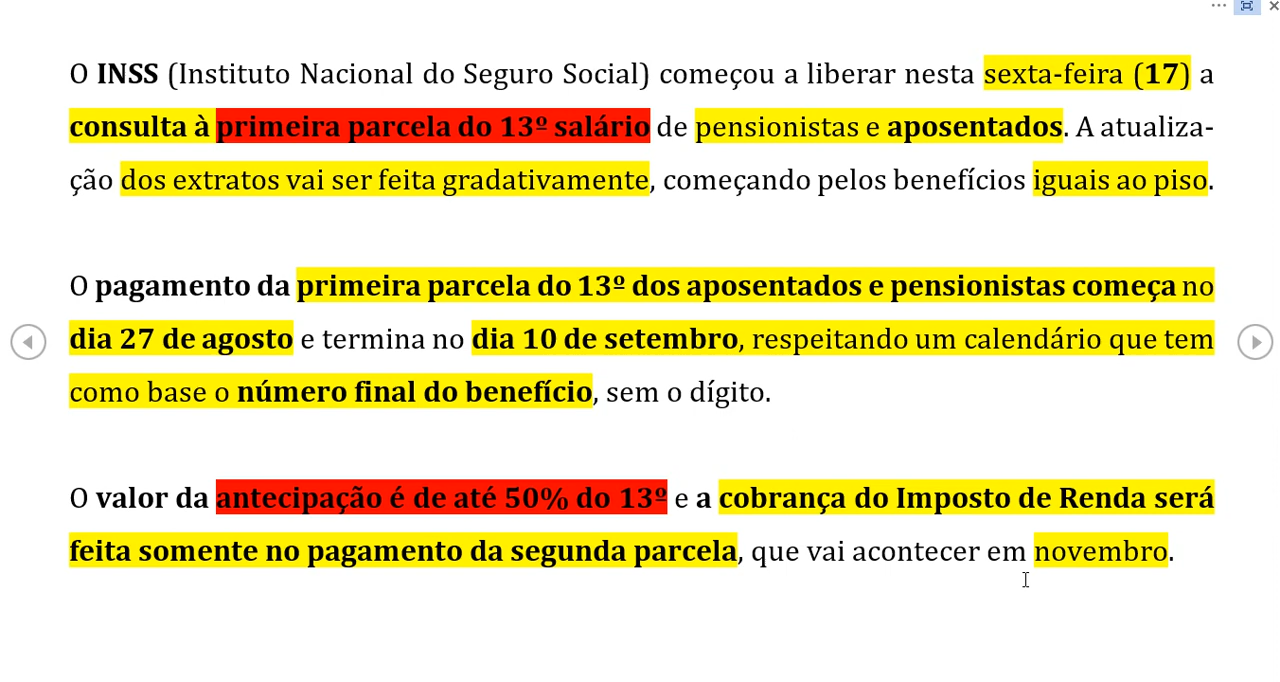 O INSS (Instituto Nacional do Seguro Social) começou a liberar nesta sexta-feira (17) a
consulta à primeira parcela do 13º salário de pensionistas e aposentados. A atualiza-
ção dos extratos vai ser feita gradativamente, começando pelos benefícios iguais ao piso.
O pagamento da primeira parcela do 13º dos aposentados e pensionistas começa no
dia 27 de agosto e termina no dia 10 de setembro, respeitando um calendário que tem
como base o número final do benefício, sem o dígito.
O valor da antecipação é de até 50% do 13º e a cobrança do Imposto de Renda será
feita somente no pagamento da segunda parcela, que vai acontecer em novembro.